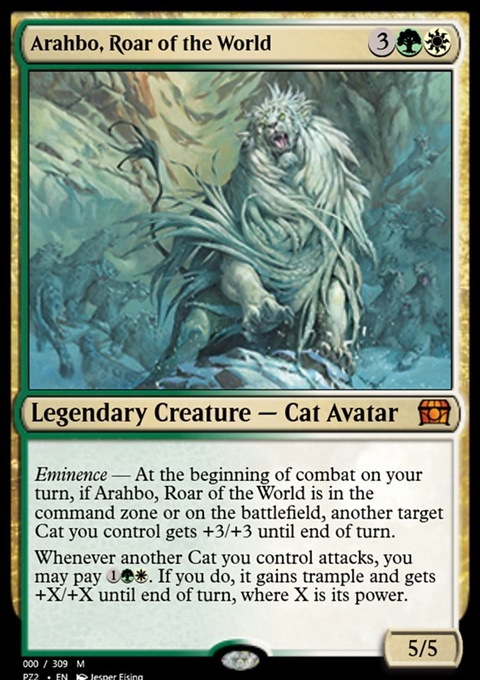 Arahbo, Roar of the World 3
Legendary Creature — Cat Avatar
Eminence — At the beginning of combat on your
turn, if Arahbo, Roar of the World is in the
command zone or on the battlefield, another target
Cat you control gets +3/+3 until end of turn.
Whenever another Cat you control attacks, you
may pay 1. If you do, it gains trample and gets
+X/+X until end of turn, where X is its power.
5/5
000 / 309 M
PZ2 • EN Jesper Ejsing